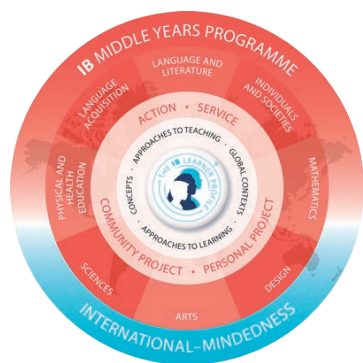 IB MIDDLE YEARS PROGRAMME
LANGUAGE AND
LITERATURE
LANGUAGE
ACQUISITION
INDIVIDUALS
AND SOCIETIES
PHYSICAL AND
HEALTH
EDUCATION
MATHEMATICS
SCIENCES
ARTS
DESIGN
ACTION • SERVICE
COMMUNITY PROJECT • PERSONAL PROJECT
APPROACHES TO TEACHING · GLOBAL CONTEXTS ·
APPROACHES TO LEARNING · CONCEPTS ·
THE IB LEARNER PROFILE
INTERNATIONAL-MINDEDNESS